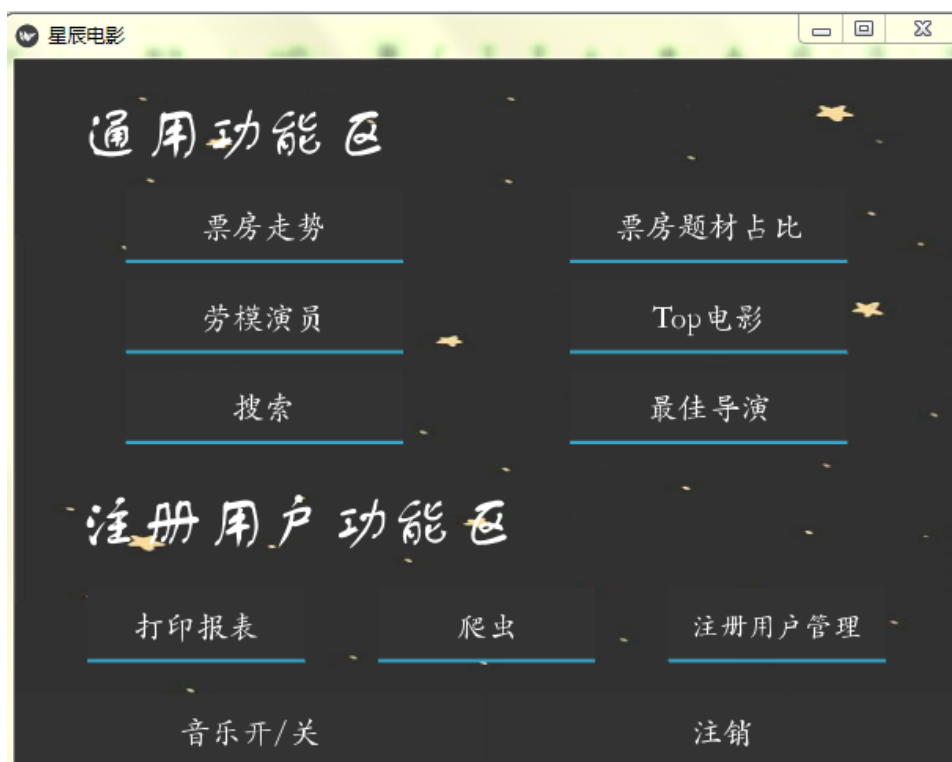 星辰电影
通用功能区
票房走势 票房题材占比
劳模演员 Top电影
搜索 最佳导演
注册用户功能区
打印报表 爬虫 注册用户管理
音乐开/关 注销